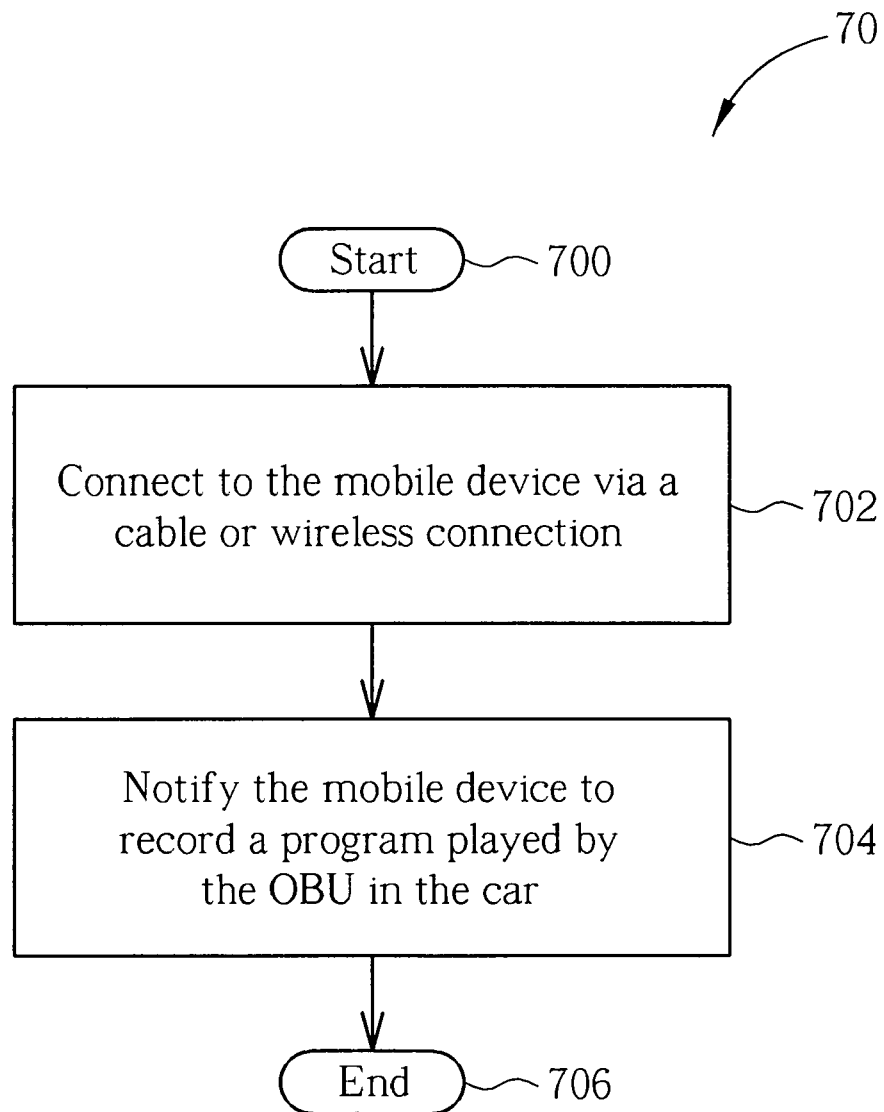 70
Start
700
Connect to the mobile device via a
cable or wireless connection
702
Notify the mobile device to
record a program played by
the OBU in the car
704
End
706